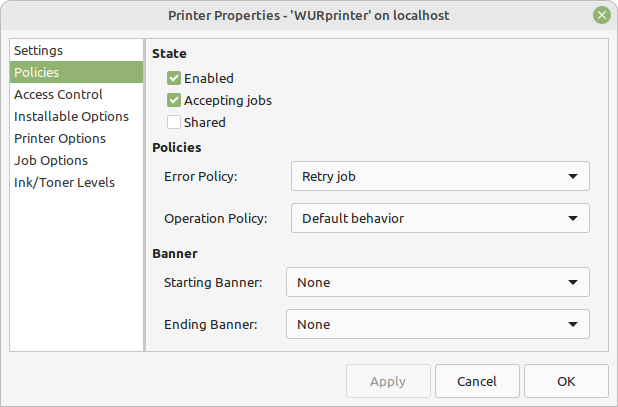 Printer Properties - 'WURprinter' on localhost
Settings
Policies
Access Control
Installable Options
Printer Options
Job Options
Ink/Toner Levels
State
Enabled
Accepting jobs
Shared
Policies
Error Policy: Retry job
Operation Policy: Default behavior
Banner
Starting Banner: None
Ending Banner: None
Apply Cancel OK